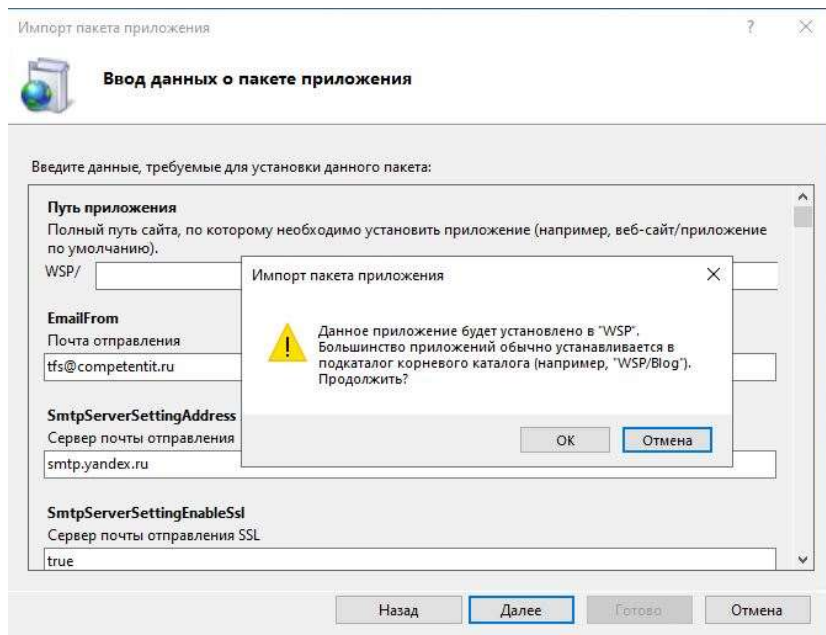 Импорт пакета приложения
?
Ввод данных о пакете приложения
Введите данные, требуемые для установки данного пакета:
Путь приложения
Полный путь сайта, по которому необходимо установить приложение (например, веб-сайт/приложение
по умолчанию).
WSP/
Импорт пакета приложения
Данное приложение будет установлено в "WSP".
Большинство приложений обычно устанавливается в
подкаталог корневого каталога (например, "WSP/Blog").
Продолжить?
ОК
Отмена
EmailFrom
Почта отправления
tfs@competentit.ru
SmtpServerSettingAddress
Сервер почты отправления
smtp.yandex.ru
SmtpServerSettingEnableSsl
Сервер почты отправления SSL
true
Назад
Далее
Готово
Отмена